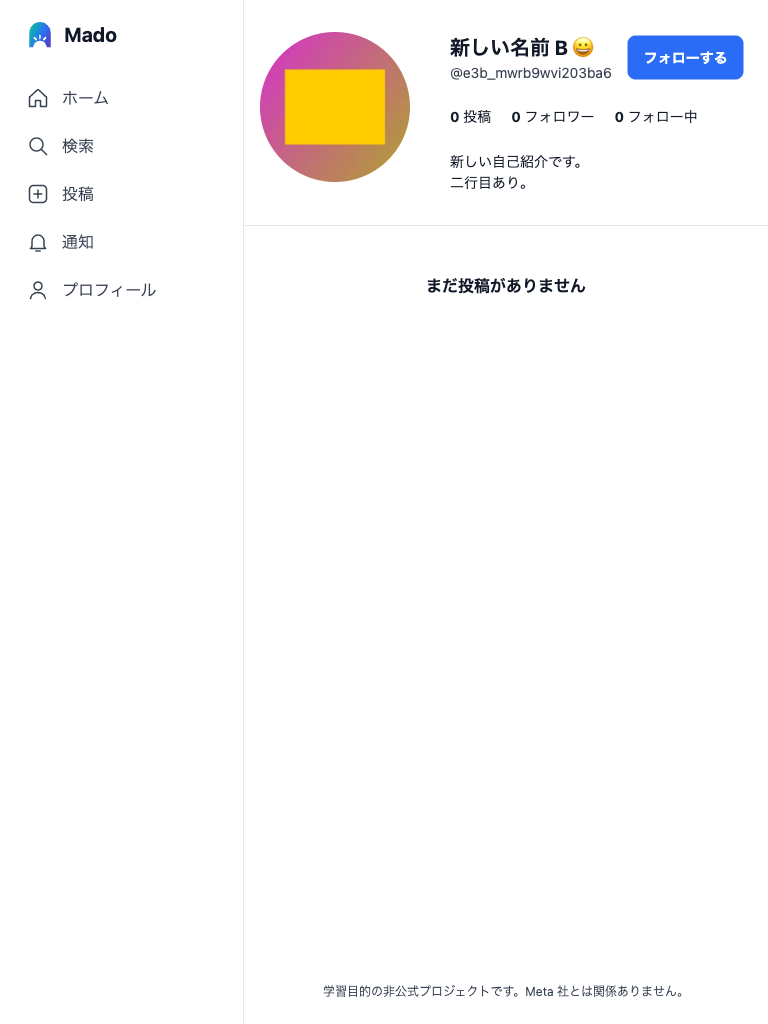 Mado
ホーム
検索
投稿
通知
プロフィール
新しい名前 B 😀
@e3b_mwrb9wvi203ba6
フォローする
0 投稿 0 フォロワー 0 フォロー中
新しい自己紹介です。
二行目あり。
まだ投稿がありません
学習目的の非公式プロジェクトです。Meta 社とは関係ありません。